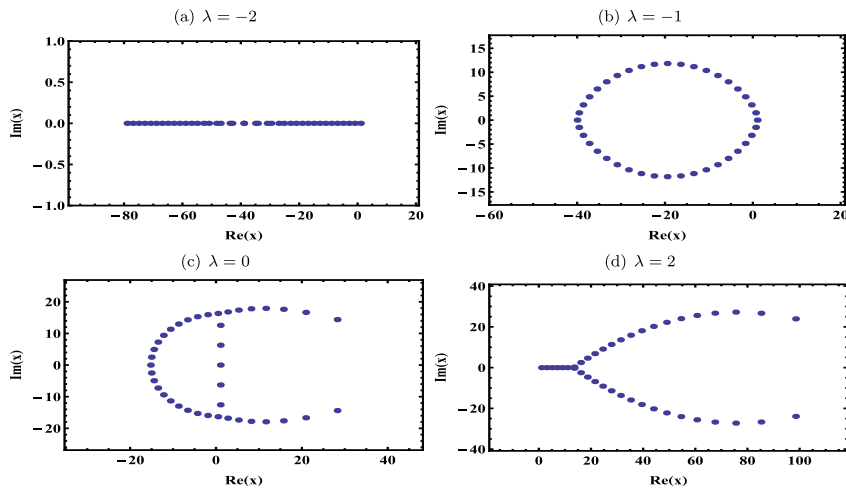 (a) λ = −2
(b) λ = −1
1.0
0.5
0.0
−0.5
−1.0
Im(x)
−80 −60 −40 −20 0 20
Re(x)
15
10
5
0
−5
−10
−15
Im(x)
−60 −40 −20 0 20
Re(x)
(c) λ = 0
(d) λ = 2
20
10
0
−10
−20
Im(x)
−20 0 20 40
Re(x)
40
20
0
−20
−40
Im(x)
0 20 40 60 80 100
Re(x)